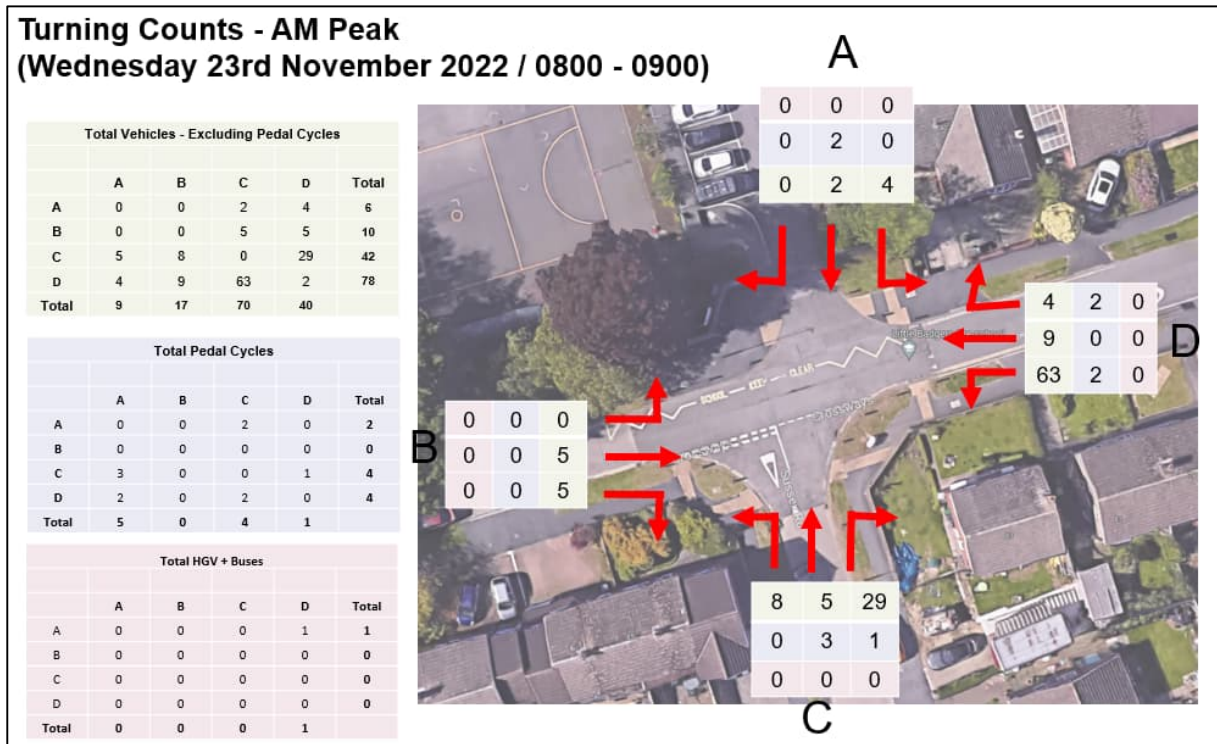 Turning Counts - AM Peak
(Wednesday 23rd November 2022 / 0800 - 0900)
Total Vehicles - Excluding Pedal Cycles
A B C D Total
A 0 0 2 4 6
B 0 0 5 5 10
C 5 8 0 29 42
D 4 9 63 2 78
Total 9 17 70 40
Total Pedal Cycles
A B C D Total
A 0 0 2 0 2
B 0 0 0 0 0
C 3 0 0 1 4
D 2 0 2 0 4
Total 5 0 4 1
Total HGV + Buses
A B C D Total
A 0 0 0 1 1
B 0 0 0 0 0
C 0 0 0 0 0
D 0 0 0 0 0
Total 0 0 0 1
A
0 0 0
0 2 0
0 2 4
4 2 0
9 0 0
63 2 0
D
B
0 0 0
0 0 5
0 0 5
SCHOOL KEEP CLEAR
Crossway
8 5 29
0 3 1
0 0 0
C